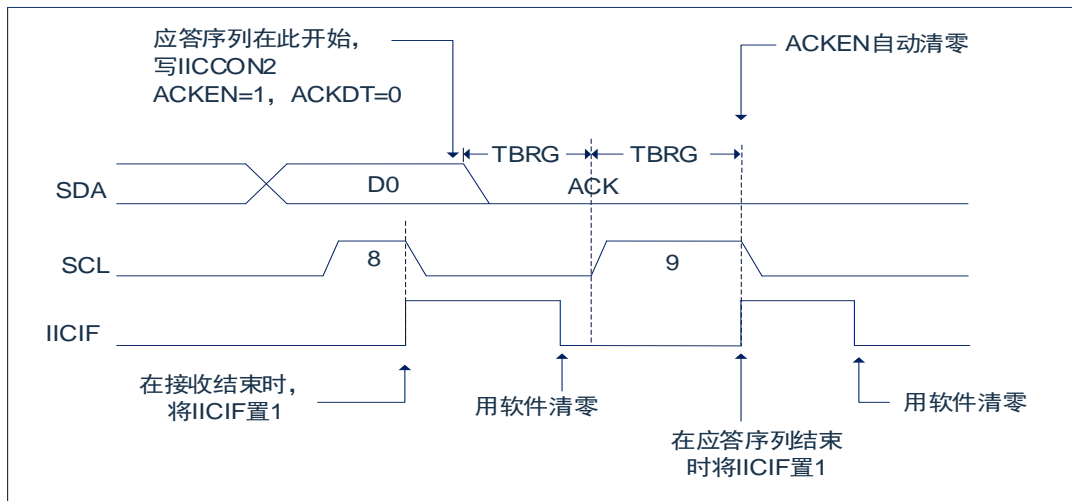 应答序列在此开始，
写IICCON2
ACKEN=1，ACKDT=0
ACKEN自动清零
TBRG
TBRG
SDA
D0
ACK
SCL
8
9
IICIF
在接收结束时，
将IICIF置1
用软件清零
在应答序列结束
时将IICIF置1
用软件清零